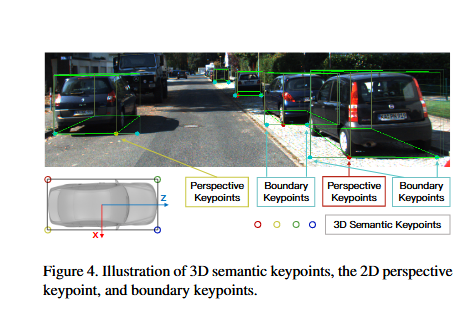 Perspective
Keypoints
Boundary
Keypoints
Perspective
Keypoints
Boundary
Keypoints
Z
X
3D Semantic Keypoints
Figure 4. Illustration of 3D semantic keypoints, the 2D perspective
keypoint, and boundary keypoints.